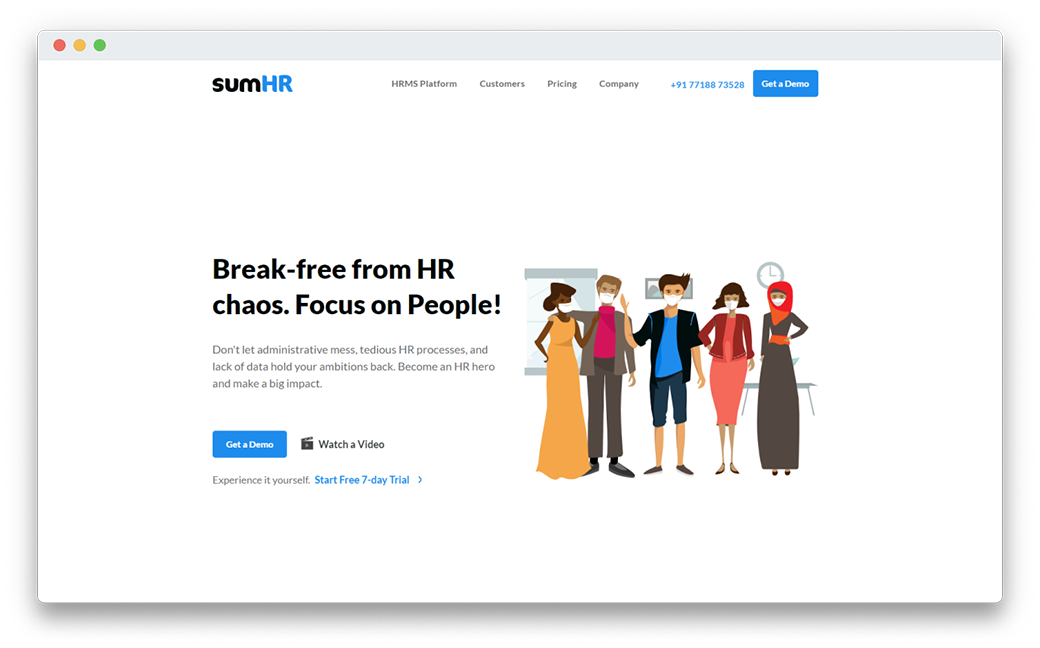 sumHR
HRMS Platform Customers Pricing Company +91 77188 73528 Get a Demo
Break-free from HR
chaos. Focus on People!
Don't let administrative mess, tedious HR processes, and
lack of data hold your ambitions back. Become an HR hero
and make a big impact.
Get a Demo Watch a Video
Experience it yourself. Start Free 7-day Trial ›